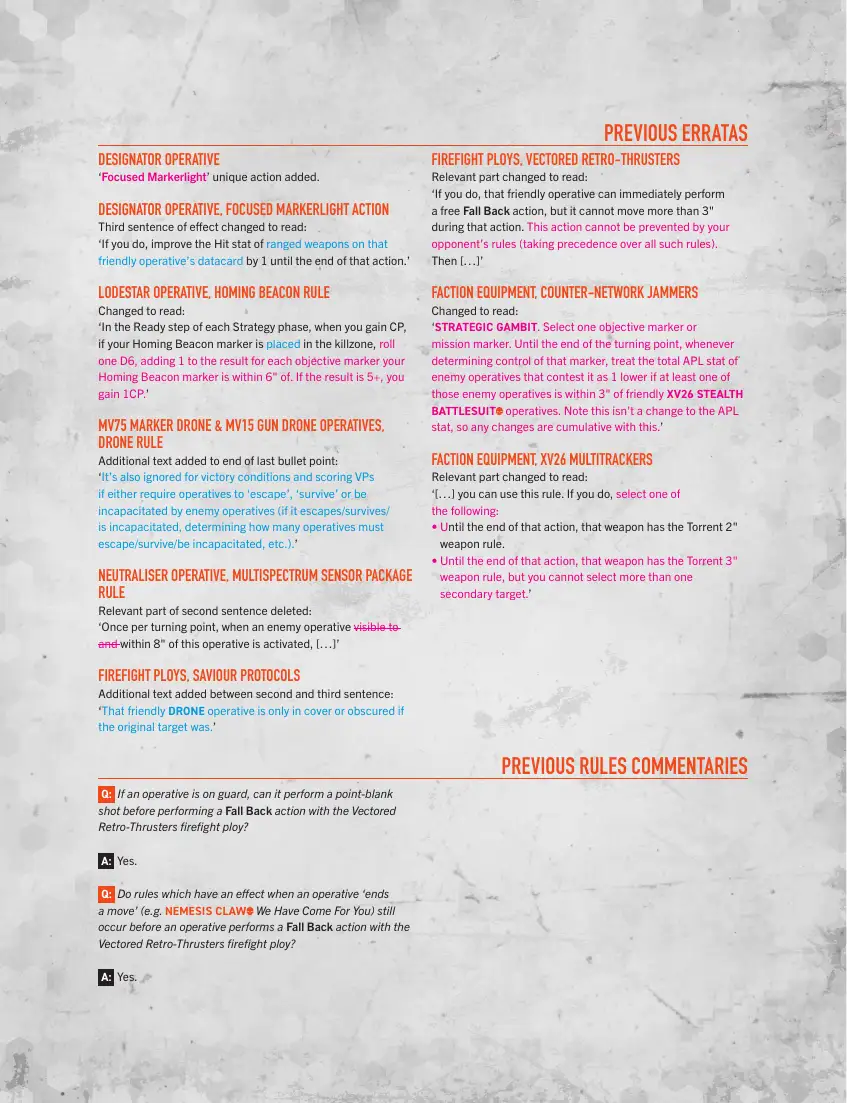 PREVIOUS ERRATAS
DESIGNATOR OPERATIVE
‘Focused Markerlight’ unique action added.
DESIGNATOR OPERATIVE, FOCUSED MARKERLIGHT ACTION
Third sentence of effect changed to read:
‘If you do, improve the Hit stat of ranged weapons on that
friendly operative’s datacard by 1 until the end of that action.’
LODESTAR OPERATIVE, HOMING BEACON RULE
Changed to read:
‘In the Ready step of each Strategy phase, when you gain CP,
if your Homing Beacon marker is placed in the killzone, roll
one D6, adding 1 to the result for each objective marker your
Homing Beacon marker is within 6" of. If the result is 5+, you
gain 1CP.’
MV75 MARKER DRONE & MV15 GUN DRONE OPERATIVES,
DRONE RULE
Additional text added to end of last bullet point:
‘It’s also ignored for victory conditions and scoring VPs
if either require operatives to ‘escape’, ‘survive’ or be
incapacitated by enemy operatives (if it escapes/survives/
is incapacitated, determining how many operatives must
escape/survive/be incapacitated, etc.).’
NEUTRALISER OPERATIVE, MULTISPECTRUM SENSOR PACKAGE
RULE
Relevant part of second sentence deleted:
‘Once per turning point, when an enemy operative visible to
and within 8" of this operative is activated, […]’
FIREFIGHT PLOYS, SAVIOUR PROTOCOLS
Additional text added between second and third sentence:
‘That friendly DRONE operative is only in cover or obscured if
the original target was.’
FIREFIGHT PLOYS, VECTORED RETRO-THRUSTERS
Relevant part changed to read:
‘If you do, that friendly operative can immediately perform
a free Fall Back action, but it cannot move more than 3"
during that action. This action cannot be prevented by your
opponent’s rules (taking precedence over all such rules).
Then […]’
FACTION EQUIPMENT, COUNTER-NETWORK JAMMERS
Changed to read:
‘STRATEGIC GAMBIT. Select one objective marker or
mission marker. Until the end of the turning point, whenever
determining control of that marker, treat the total APL stat of
enemy operatives that contest it as 1 lower if at least one of
those enemy operatives is within 3" of friendly XV26 STEALTH
BATTLESUIT operatives. Note this isn’t a change to the APL
stat, so any changes are cumulative with this.’
FACTION EQUIPMENT, XV26 MULTITRACKERS
Relevant part changed to read:
‘[…] you can use this rule. If you do, select one of
the following:
• Until the end of that action, that weapon has the Torrent 2"
weapon rule.
• Until the end of that action, that weapon has the Torrent 3"
weapon rule, but you cannot select more than one
secondary target.’
PREVIOUS RULES COMMENTARIES
Q: If an operative is on guard, can it perform a point-blank
shot before performing a Fall Back action with the Vectored
Retro-Thrusters firefight ploy?
A: Yes.
Q: Do rules which have an effect when an operative ‘ends
a move’ (e.g. NEMESIS CLAW We Have Come For You) still
occur before an operative performs a Fall Back action with the
Vectored Retro-Thrusters firefight ploy?
A: Yes.